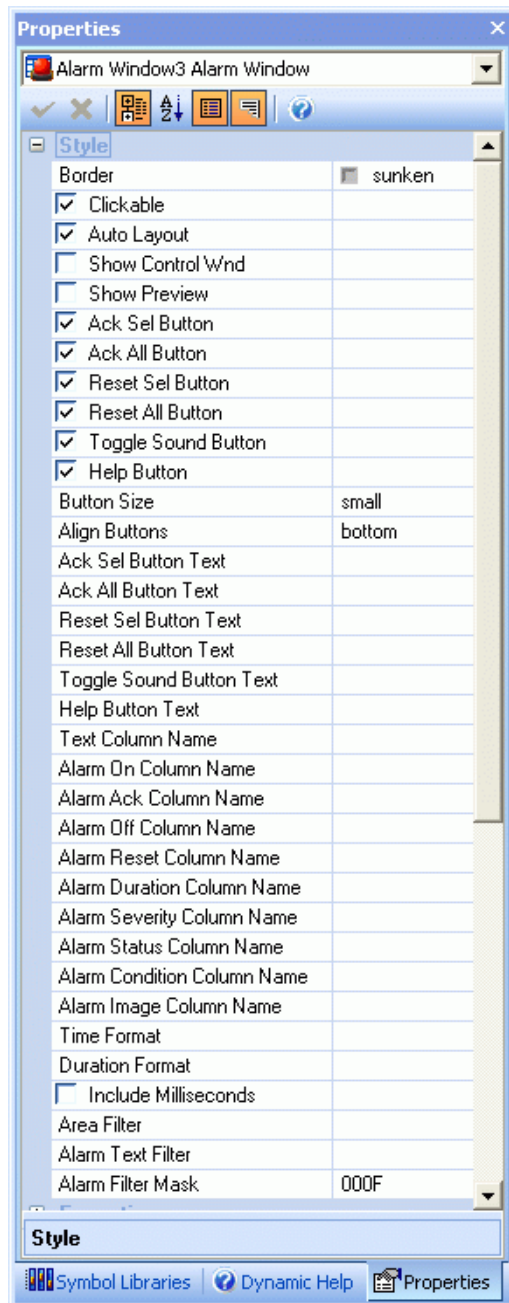 Properties
Alarm Window3 Alarm Window
Style
Border sunken
Clickable
Auto Layout
Show Control Wnd
Show Preview
Ack Sel Button
Ack All Button
Reset Sel Button
Reset All Button
Toggle Sound Button
Help Button
Button Size small
Align Buttons bottom
Ack Sel Button Text
Ack All Button Text
Reset Sel Button Text
Reset All Button Text
Toggle Sound Button Text
Help Button Text
Text Column Name
Alarm On Column Name
Alarm Ack Column Name
Alarm Off Column Name
Alarm Reset Column Name
Alarm Duration Column Name
Alarm Severity Column Name
Alarm Status Column Name
Alarm Condition Column Name
Alarm Image Column Name
Time Format
Duration Format
Include Milliseconds
Area Filter
Alarm Text Filter
Alarm Filter Mask 000F
Style
Symbol Libraries Dynamic Help Properties